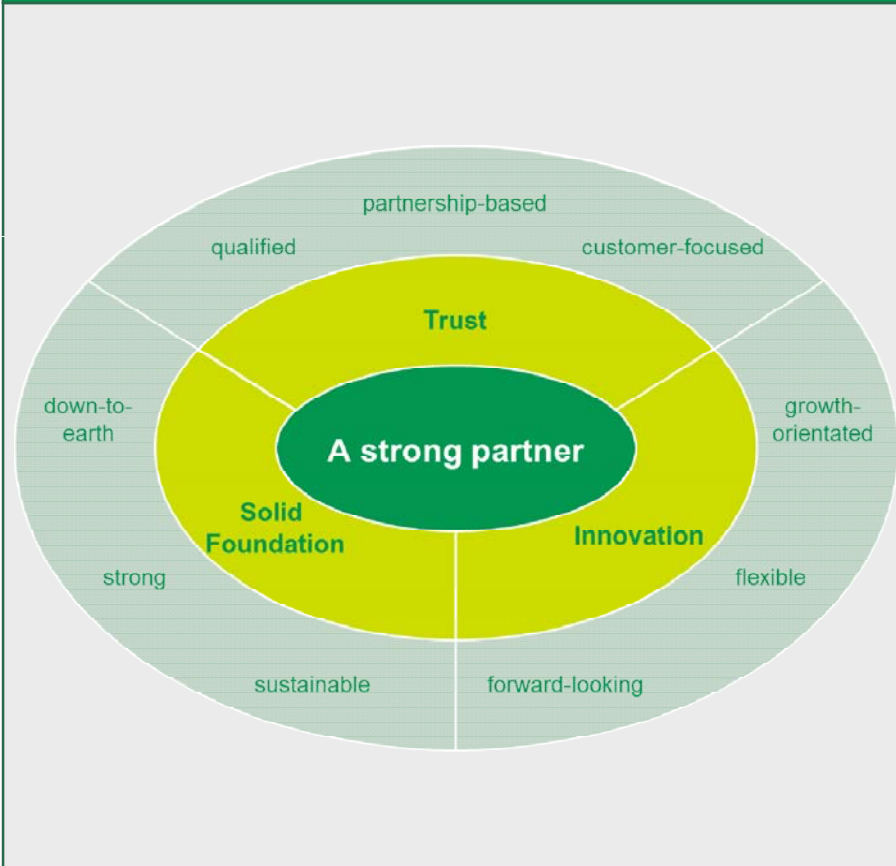 partnership-based
qualified
customer-focused
Trust
down-to-
earth
growth-
orientated
A strong partner
Solid
Foundation
Innovation
strong
flexible
sustainable
forward-looking